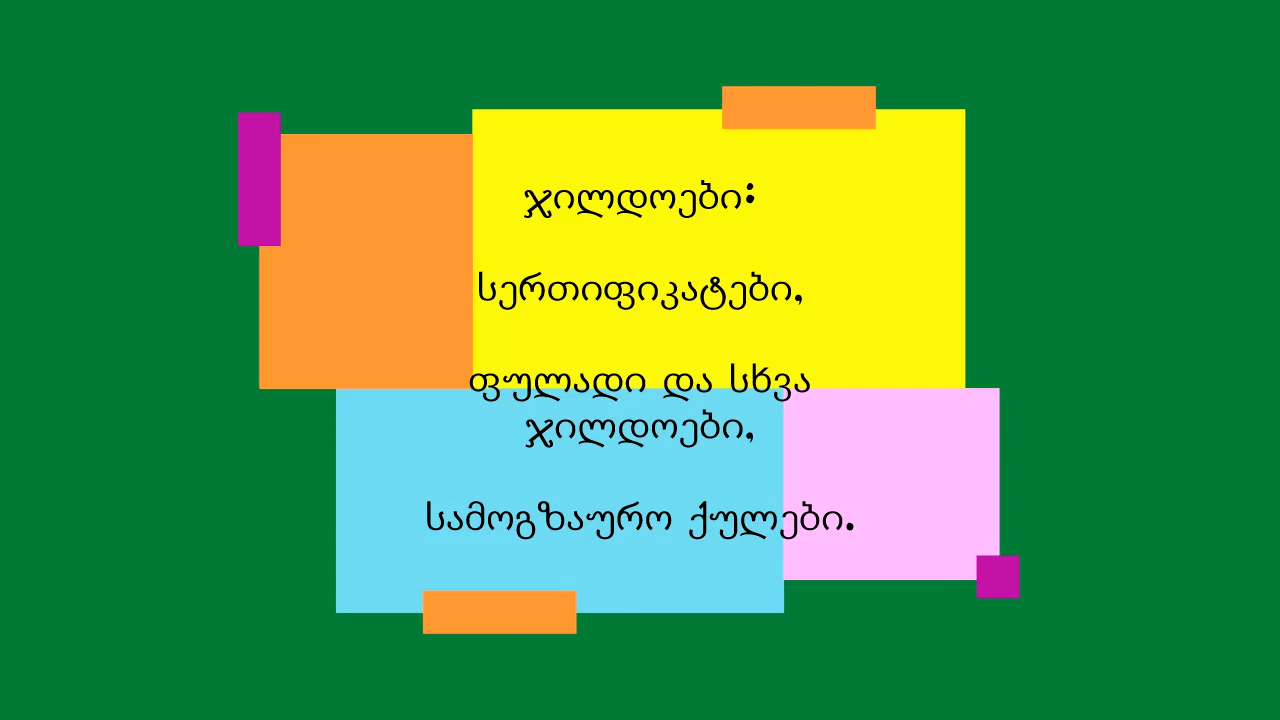 ჯილდოები:
სერთიფიკატები,
ფულადი და სხვა
ჯილდოები,
სამოგზაურო ქულები.